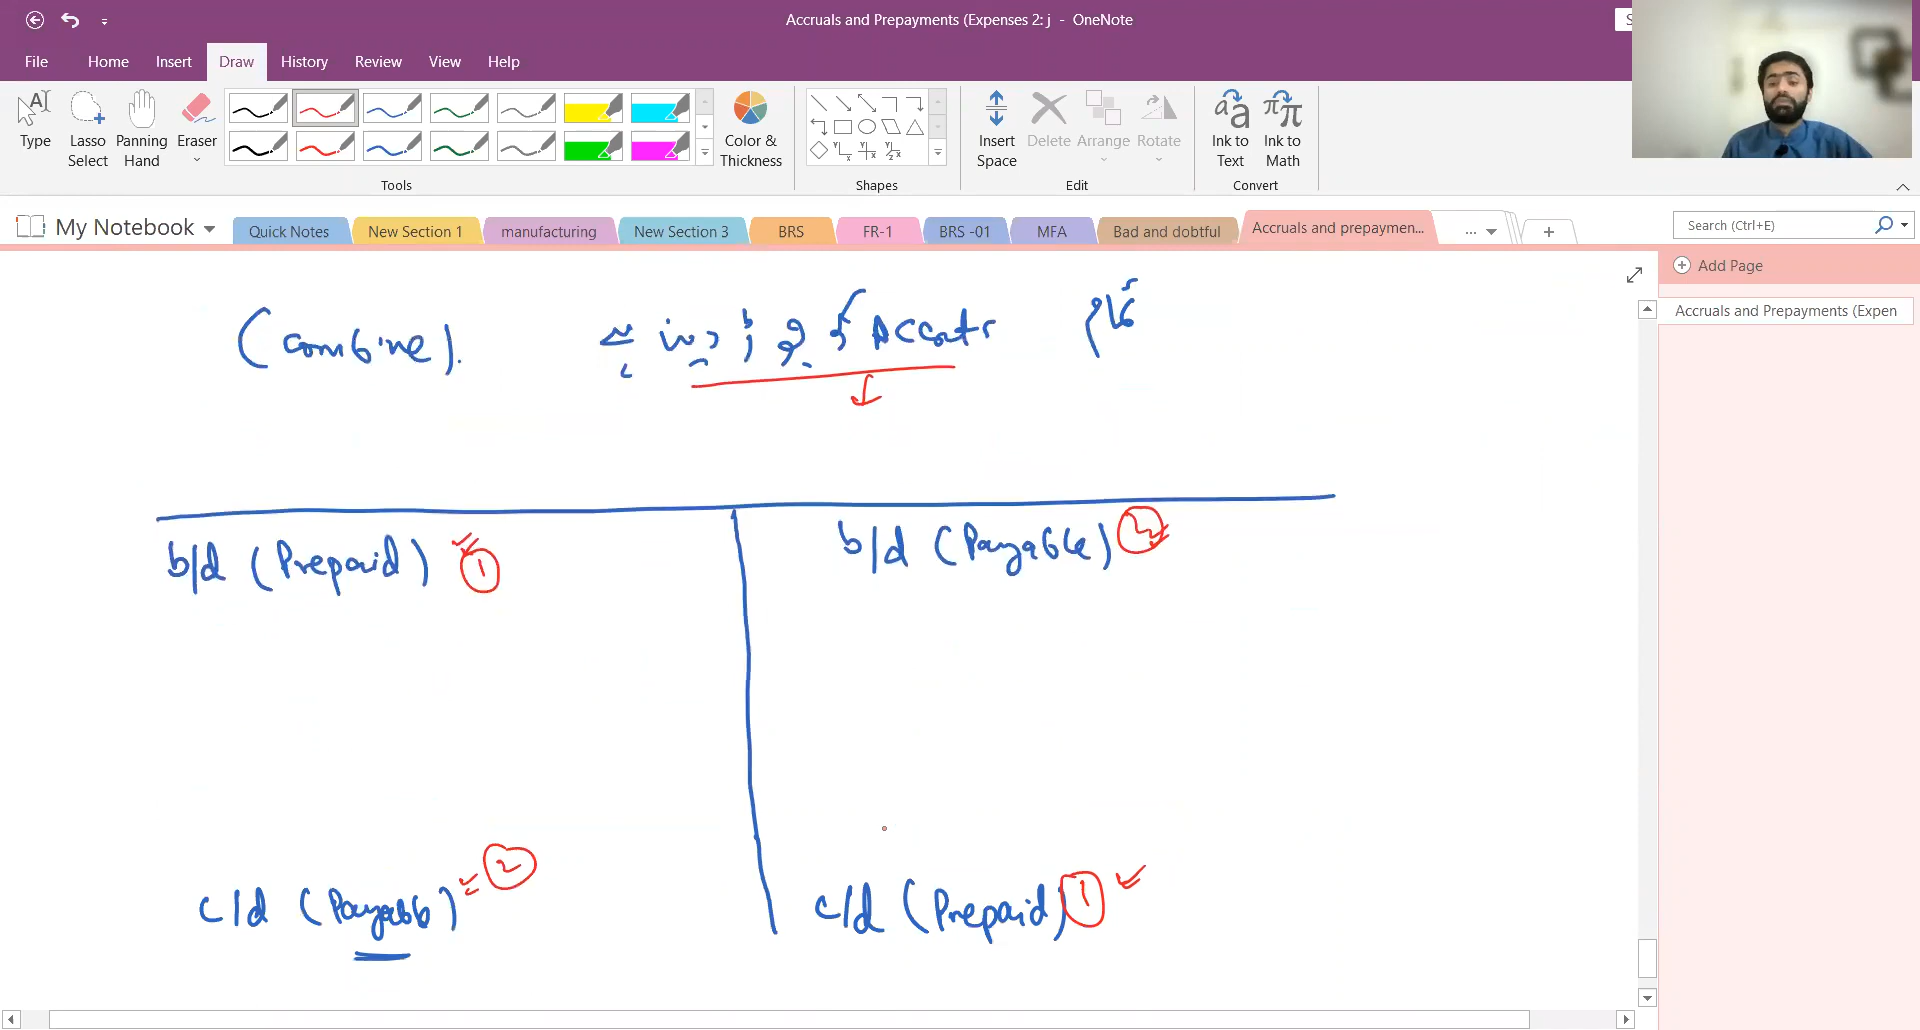 Accruals and Prepayments (Expenses 2: j - OneNote
File Home Insert Draw History Review View Help
Type
Lasso Select
Panning Hand
Eraser
Color & Thickness
Insert Space
Delete
Arrange
Rotate
Ink to Text
Ink to Math
Tools Shapes Edit Convert
My Notebook
Quick Notes New Section 1 manufacturing New Section 3 BRS FR-1 BRS -01 MFA Bad and doubtful Accruals and prepaymen... ...
Search (Ctrl+E)
Add Page
Accruals and Prepayments (Expen
(Combine).
b/d (Prepaid) 1
b/d (Payable)
c/d (Payable) 2
c/d (Prepaid) 1